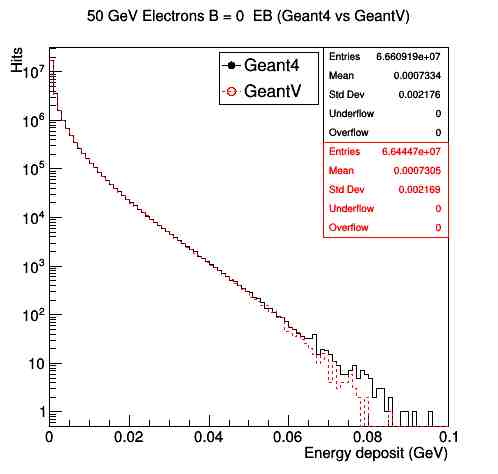 50 GeV Electrons B = 0 EB (Geant4 vs GeantV)
Hits
Geant4
GeantV
Entries 6.660919e+07
Mean 0.0007334
Std Dev 0.002176
Underflow 0
Overflow 0
Entries 6.64447e+07
Mean 0.0007305
Std Dev 0.002169
Underflow 0
Overflow 0
10^7
10^6
10^5
10^4
10^3
10^2
10
1
0 0.02 0.04 0.06 0.08 0.1
Energy deposit (GeV)